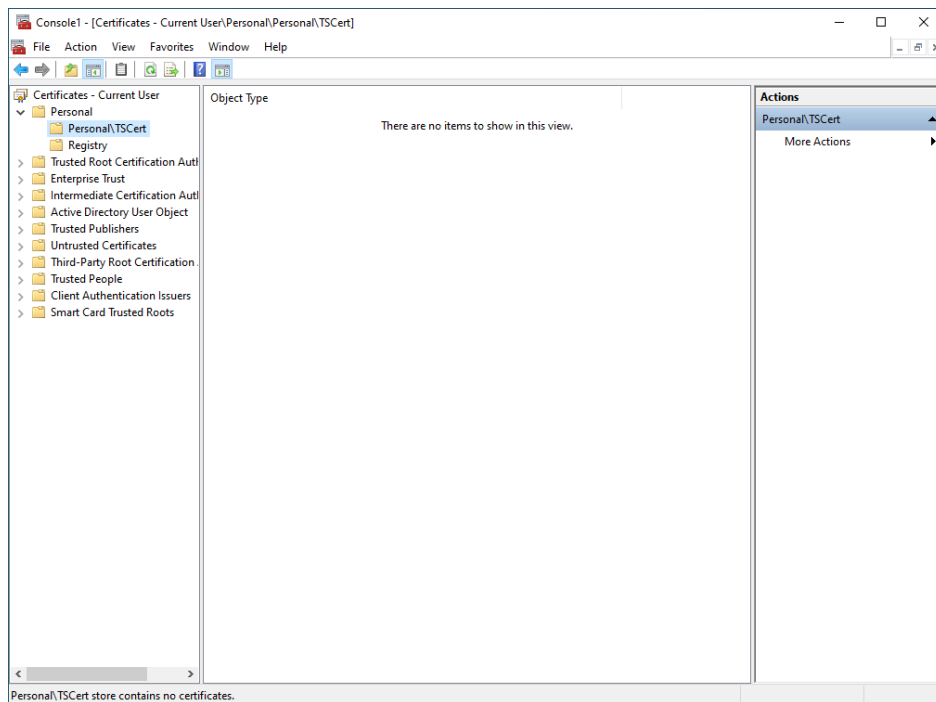 Console1 - [Certificates - Current User\Personal\Personal\TSCert]
File Action View Favorites Window Help
Certificates - Current User
Personal
Personal\TSCert
Registry
Trusted Root Certification Auth
Enterprise Trust
Intermediate Certification Autl
Active Directory User Object
Trusted Publishers
Untrusted Certificates
Third-Party Root Certification
Trusted People
Client Authentication Issuers
Smart Card Trusted Roots
Object Type
There are no items to show in this view.
Actions
Personal\TSCert
More Actions
Personal\TSCert store contains no certificates.